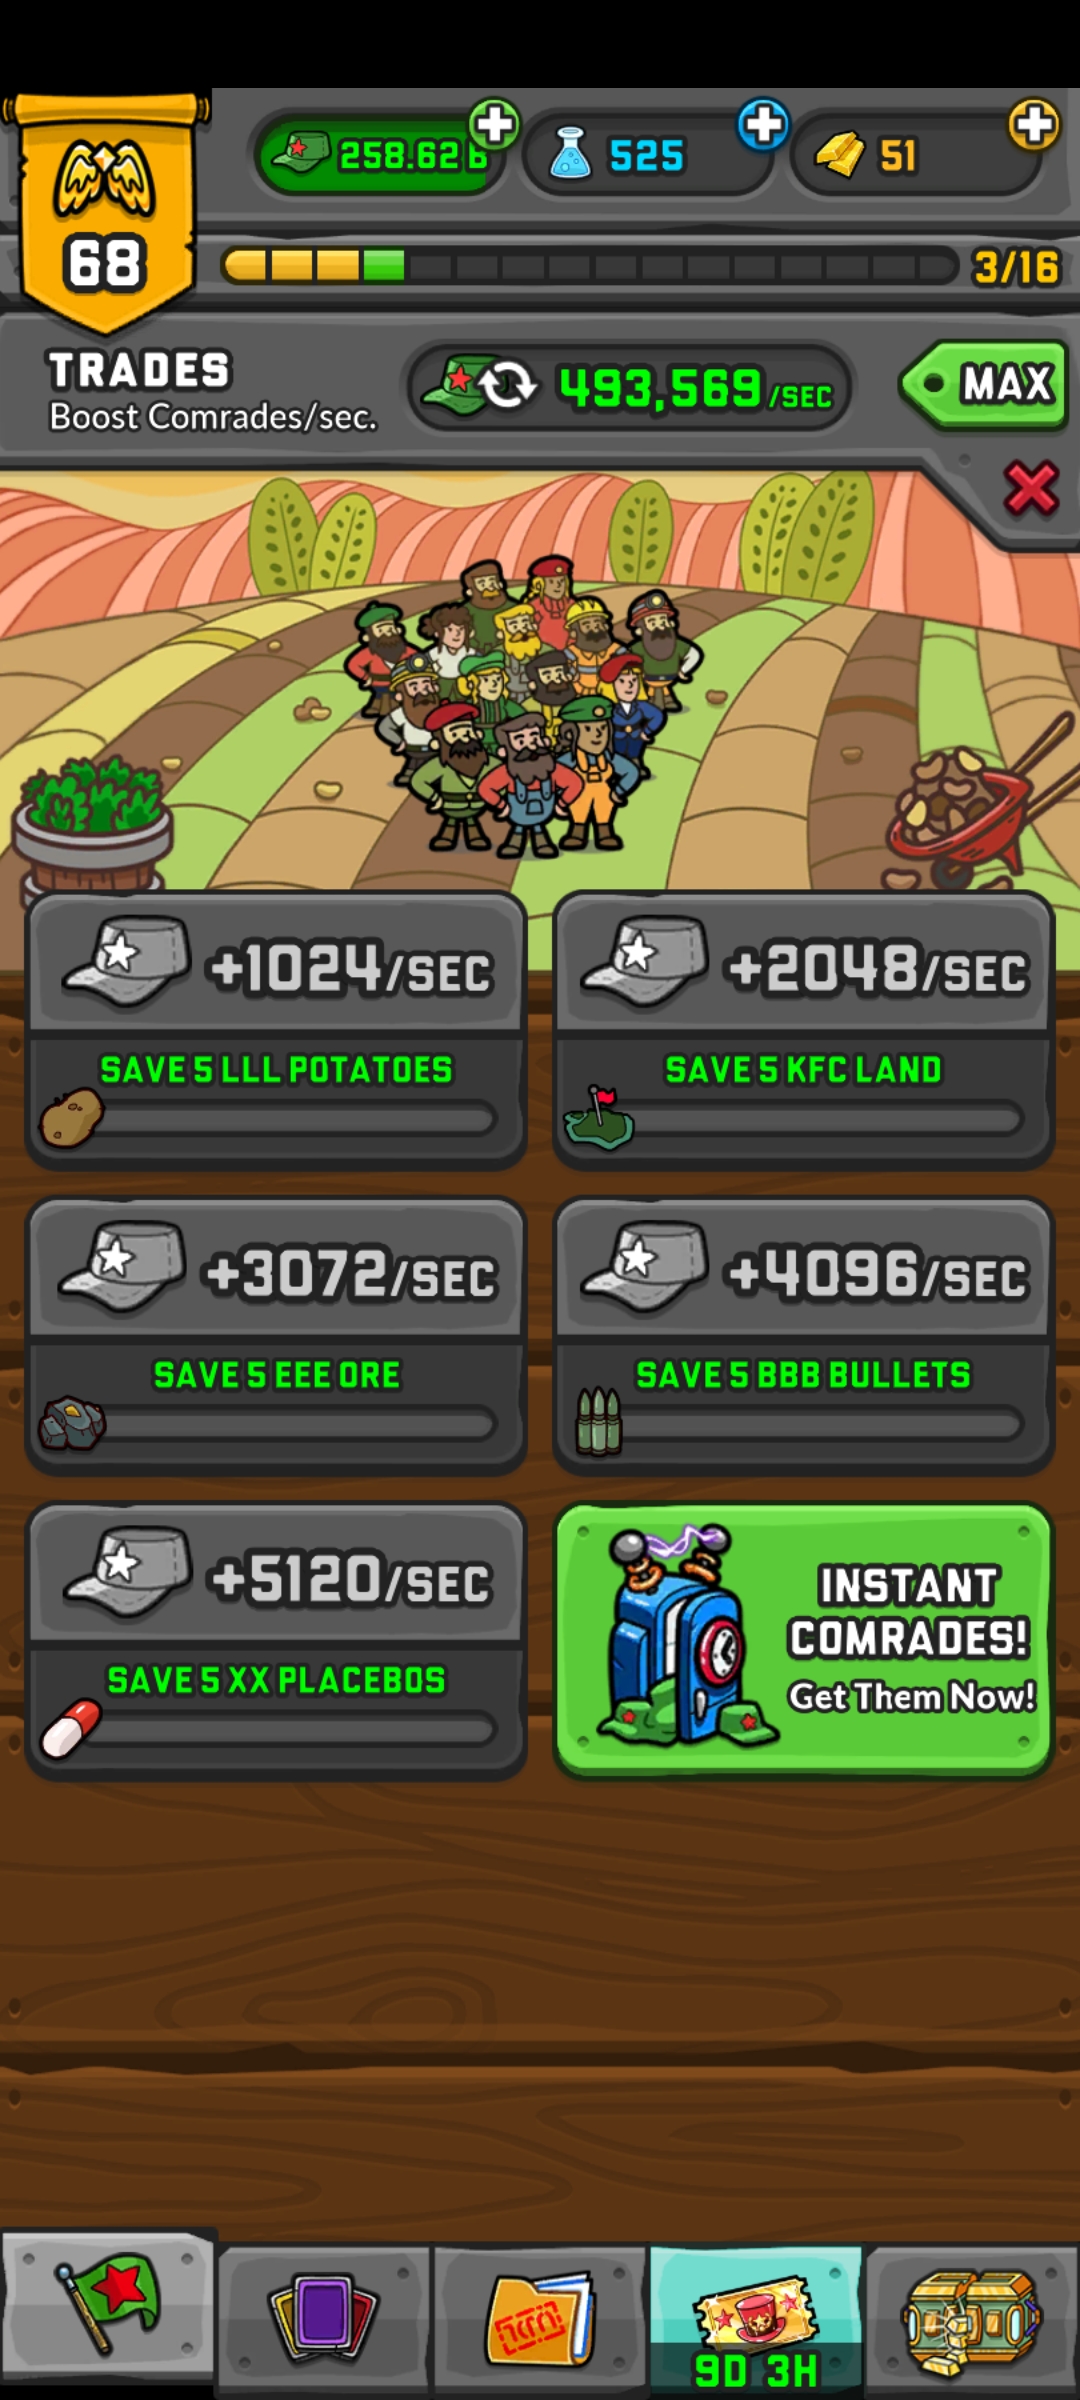 258.62 B
525
51
68
3/16
TRADES
Boost Comrades/sec.
493,569 /SEC
MAX
+1024/SEC
+2048/SEC
SAVE 5 LLL POTATOES
SAVE 5 KFC LAND
+3072/SEC
+4096/SEC
SAVE 5 EEE ORE
SAVE 5 BBB BULLETS
+5120/SEC
SAVE 5 XX PLACEBOS
INSTANT
COMRADES!
Get Them Now!
9D 3H